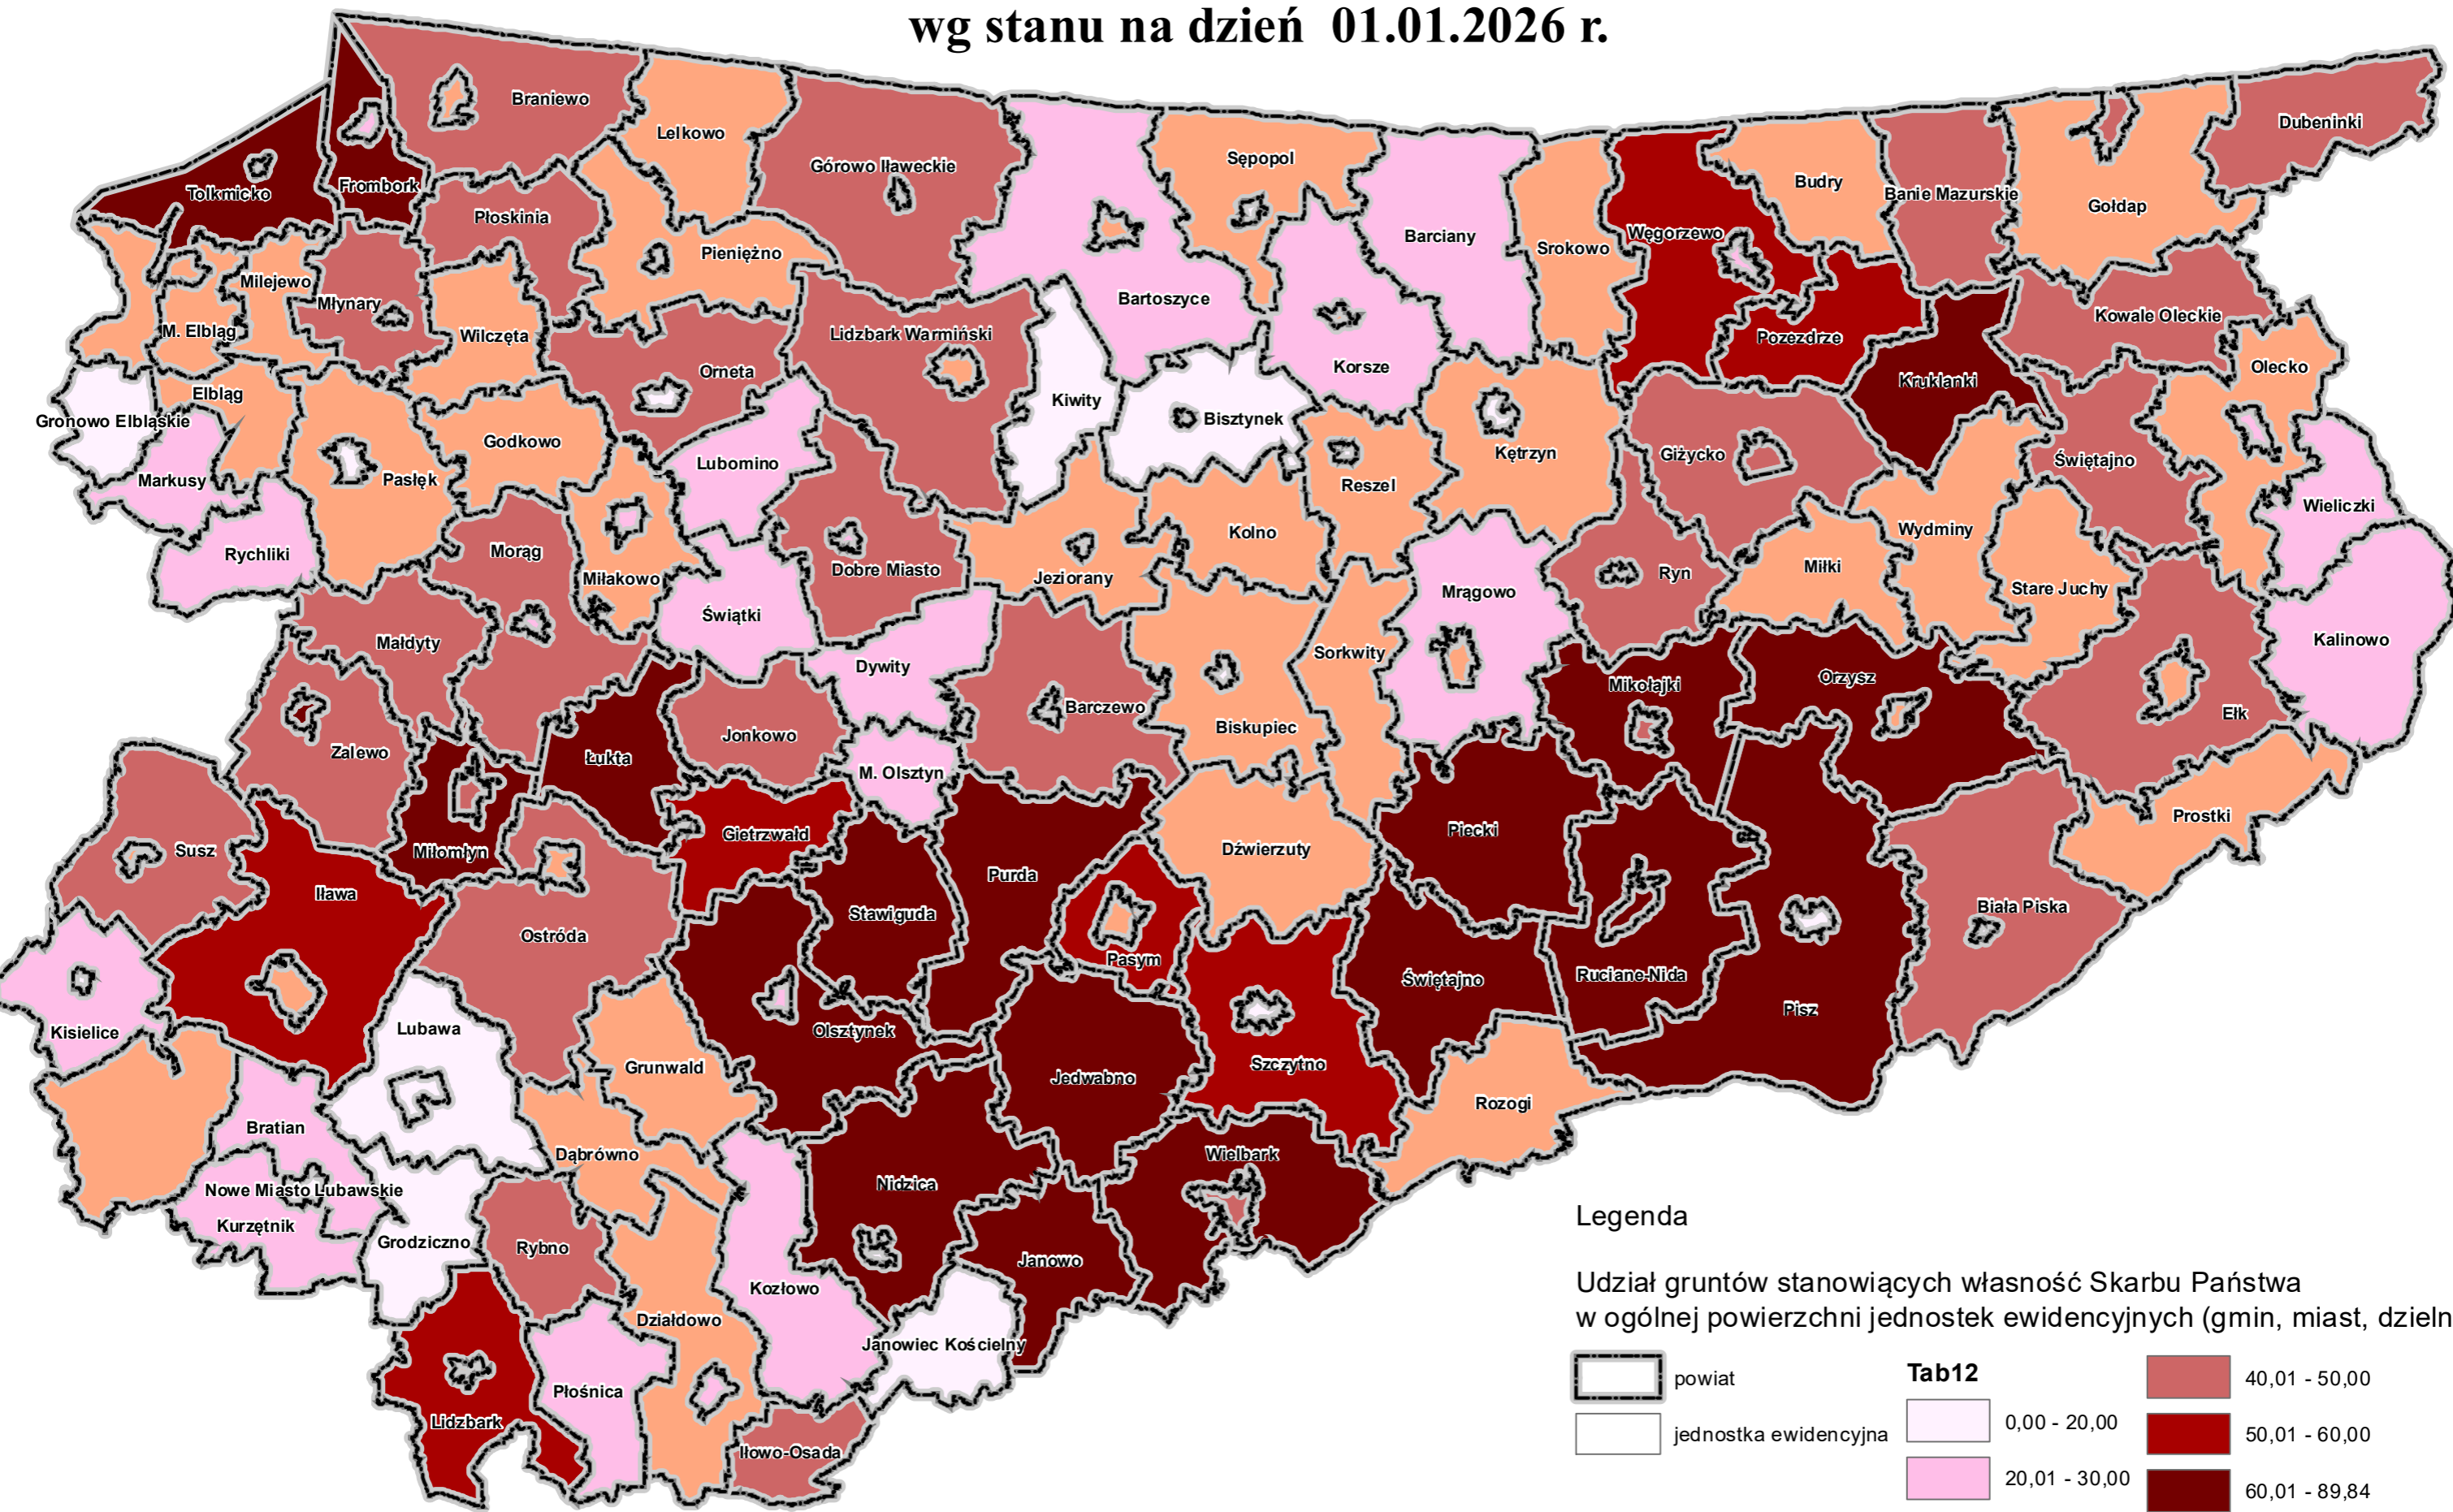 wg stanu na dzień 01.01.2026 r.
Braniewo
Lelkowo
Górowo Iławeckie
Sępopol
Dubeninki
Tolkmicko
Frombork
Płoskinia
Pieniężno
Bartoszyce
Barciany
Srokowo
Węgorzewo
Budry
Banie Mazurskie
Gołdap
Milejewo
Młynary
M. Elbląg
Wilczęta
Orneta
Lidzbark Warmiński
Korsze
Pozezdrze
Kruklanki
Kowale Oleckie
Olecko
Elbląg
Gronowo Elbląskie
Markusy
Pasłęk
Godkowo
Lubomino
Kiwity
Bisztynek
Reszel
Kętrzyn
Giżycko
Świętajno
Wieliczki
Rychliki
Morąg
Miłakowo
Świątki
Dobre Miasto
Jeziorany
Kolno
Mrągowo
Ryn
Miłki
Wydminy
Stare Juchy
Kalinowo
Małdyty
Dywity
Barczewo
Sorkwity
Biskupiec
Mikołajki
Orzysz
Ełk
Zalewo
Łukta
Jonkowo
M. Olsztyn
Prostki
Susz
Miłomłyn
Gietrzwałd
Dźwierzuty
Piecki
Iława
Ostróda
Stawiguda
Purda
Pasym
Świętajno
Ruciane-Nida
Pisz
Biała Piska
Kisielice
Lubawa
Grunwald
Olsztynek
Jedwabno
Szczytno
Rozogi
Bratian
Dąbrówno
Nidzica
Wielbark
Nowe Miasto Lubawskie
Kurzętnik
Grodziczno
Rybno
Janowo
Kozłowo
Działdowo
Janowiec Kościelny
Płośnica
Lidzbark
Iłowo-Osada
Legenda
Udział gruntów stanowiących własność Skarbu Państwa
w ogólnej powierzchni jednostek ewidencyjnych (gmin, miast, dzieln
powiat
jednostka ewidencyjna
Tab12
0,00 - 20,00
20,01 - 30,00
40,01 - 50,00
50,01 - 60,00
60,01 - 89,84